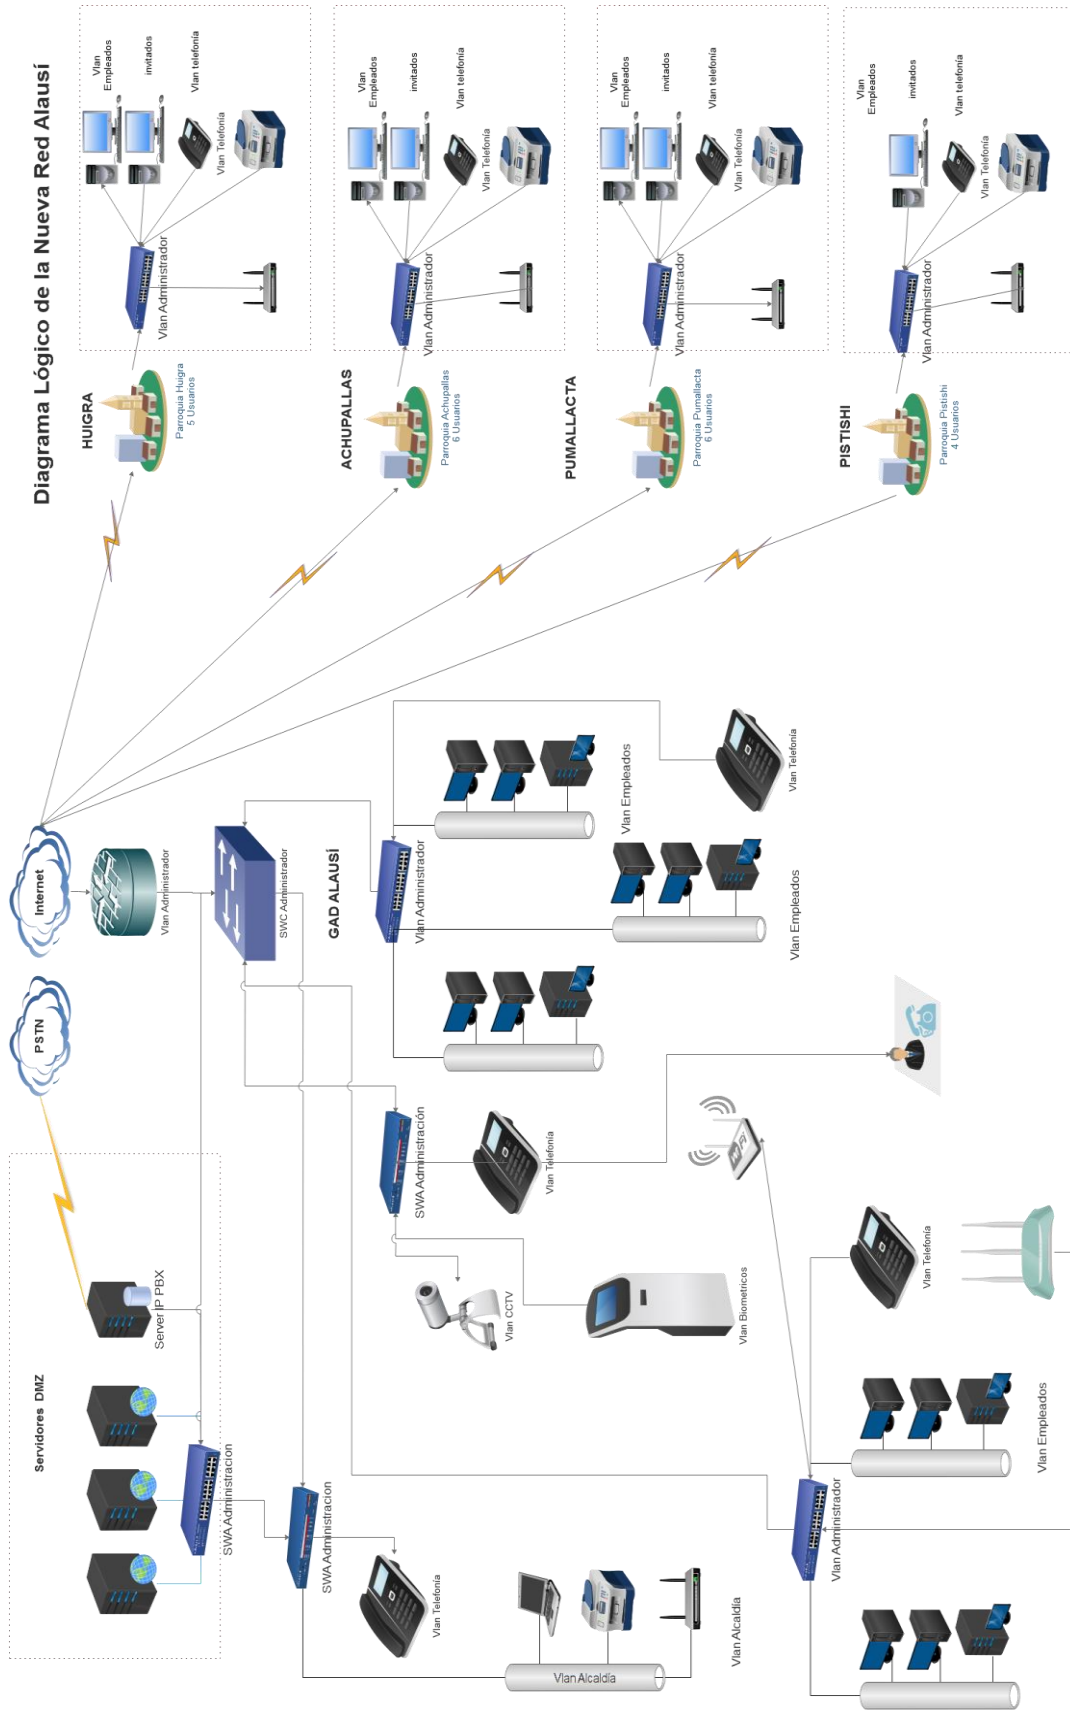 Diagrama Lógico de la Nueva Red Alausí
PSTN
Internet
Vlan Administrador
SWC Administrador
GAD ALAUSÍ
Servidores DMZ
Server IP PBX
SWA Administracion
SWA Administracion
Vlan Telefonía
Vlan Alcaldía
Vlan Alcaldía
SWA Administración
Vlan Telefonía
Vlan CCTV
Vlan Biometricos
Vlan Administrador
Vlan Empleados
Vlan Empleados
Vlan Telefonía
WiFi
Vlan Administrador
Vlan Telefonía
Vlan Empleados
HUIGRA
Parroquia Huigra
5 Usuarios
Vlan Administrador
Vlan
Empleados
invitados
Vlan telefonía
Vlan Telefonía
ACHUPALLAS
Parroquia Achupallas
6 Usuarios
Vlan Administrador
Vlan
Empleados
invitados
Vlan telefonía
Vlan Telefonía
PUMALLACTA
Parroquia Pumallacta
6 Usuarios
Vlan Administrador
Vlan
Empleados
invitados
Vlan telefonía
Vlan Telefonía
PISTISHI
Parroquia Pistishi
4 Usuarios
Vlan Administrador
Vlan
Empleados
invitados
Vlan telefonía
Vlan Telefonía